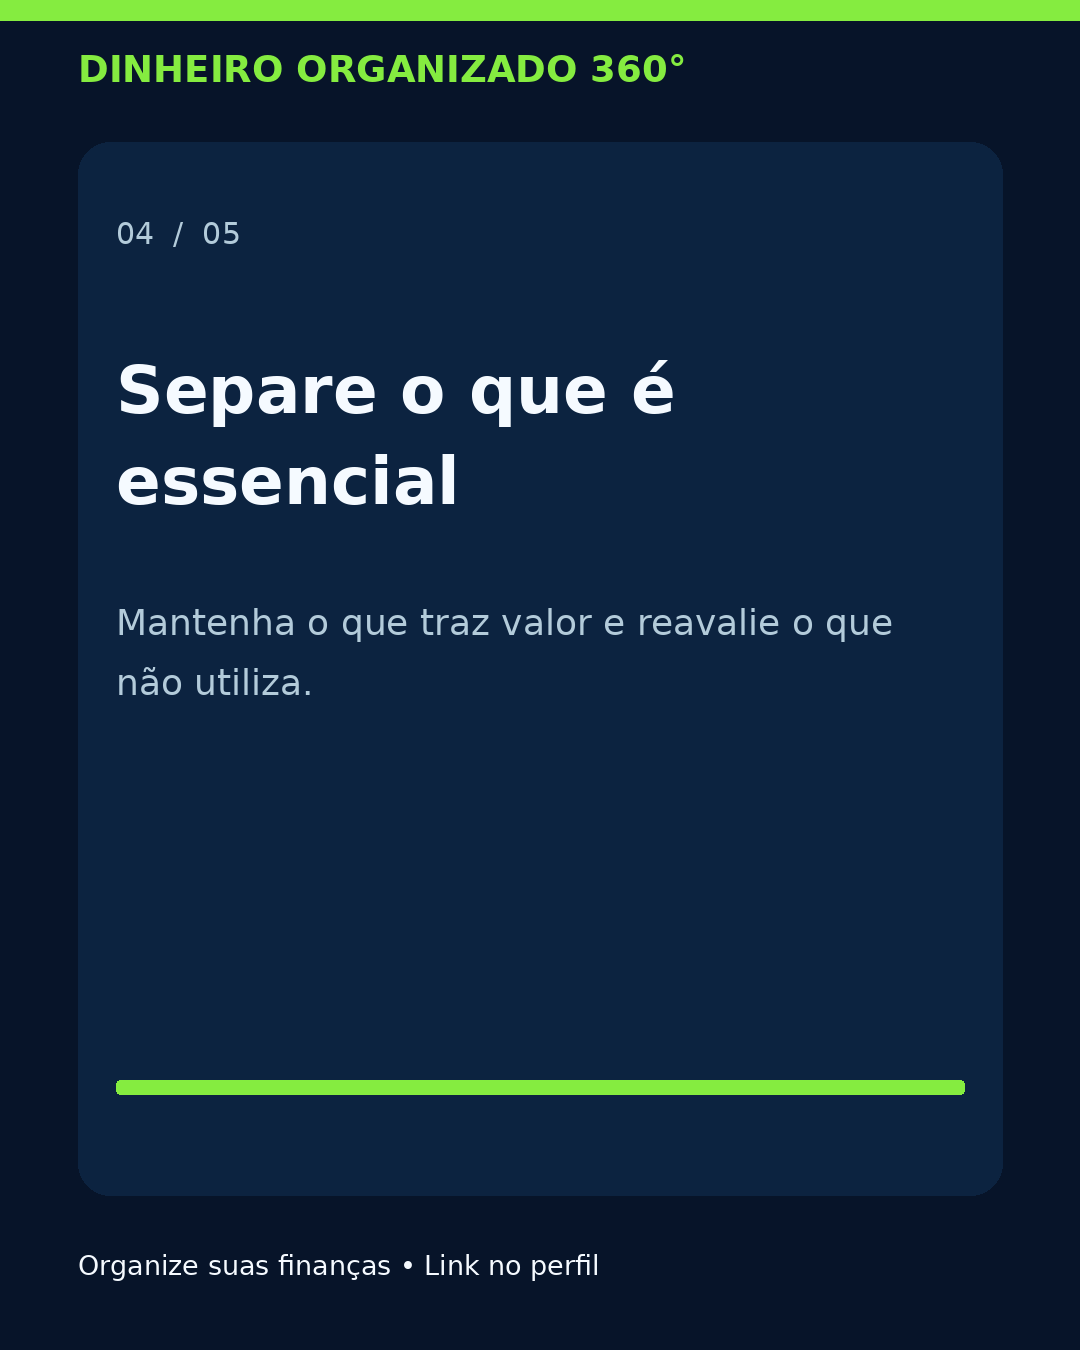 DINHEIRO ORGANIZADO 360°
04 / 05
Separe o que é
essencial
Mantenha o que traz valor e reavalie o que
não utiliza.
Organize suas finanças • Link no perfil